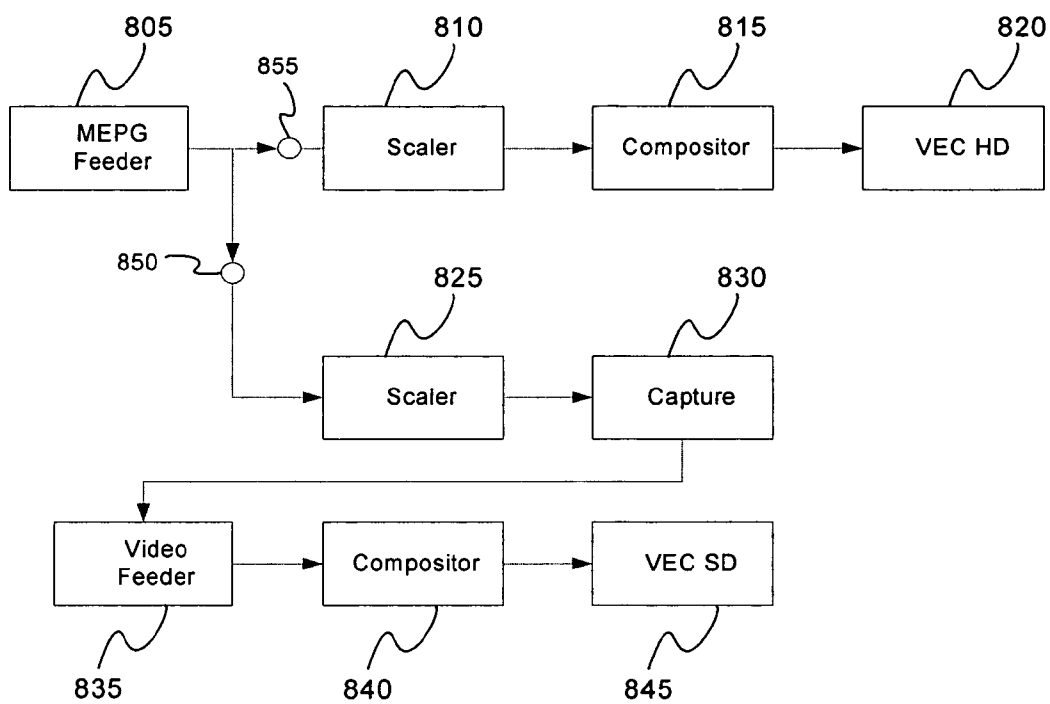 805
810
815
820
855
MEPG
Feeder
Scaler
Compositor
VEC HD
850
825
830
Scaler
Capture
Video
Feeder
Compositor
VEC SD
835
840
845